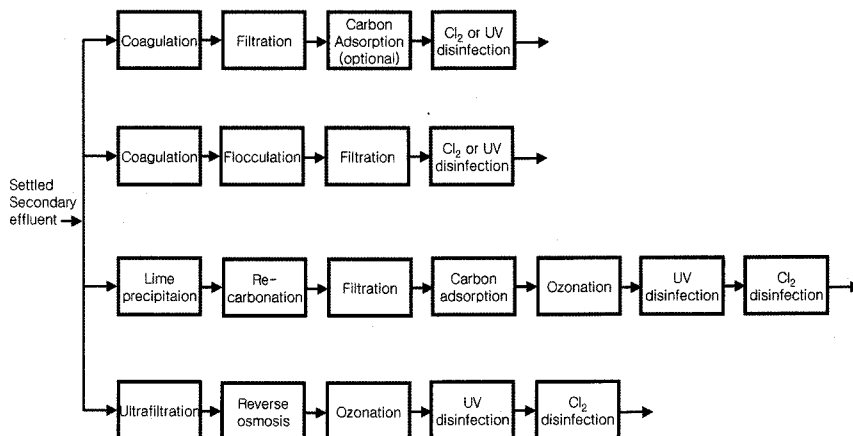 Coagulation
Filtration
Carbon
Adsorption
(optional)
Cl₂ or UV
disinfection
Coagulation
Flocculation
Filtration
Cl₂ or UV
disinfection
Settled
Secondary
effluent
Lime
precipitaion
Re-
carbonation
Filtration
Carbon
adsorption
Ozonation
UV
disinfection
Cl₂
disinfection
Ultrafiltration
Reverse
osmosis
Ozonation
UV
disinfection
Cl₂
disinfection